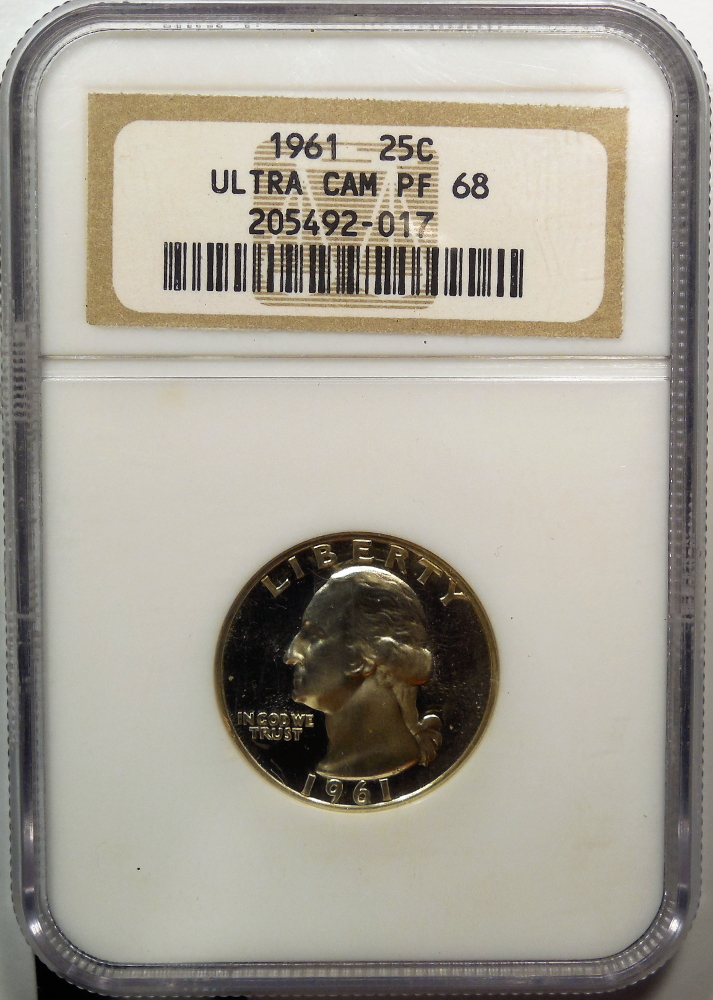 1961 25C
ULTRA CAM PF 68
205492-017
LIBERTY
IN GOD WE
TRUST
1961